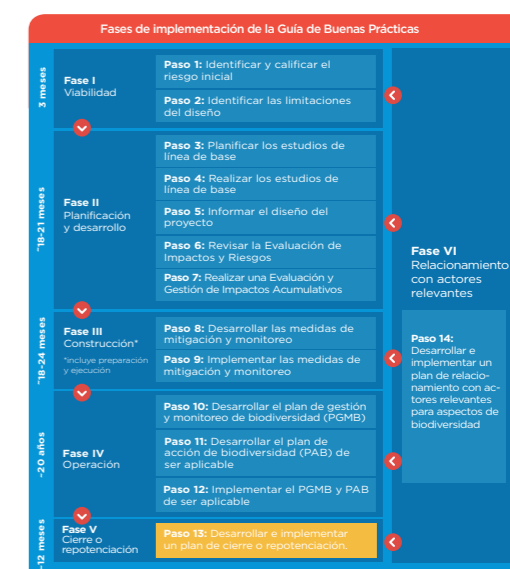 Fases de implementación de la Guía de Buenas Prácticas
3 meses
Fase I
Viabilidad
Paso 1: Identificar y calificar el
riesgo inicial
Paso 2: Identificar las limitaciones
del diseño
~18-21 meses
Fase II
Planificación
y desarrollo
Paso 3: Planificar los estudios de
línea de base
Paso 4: Realizar los estudios de
línea de base
Paso 5: Informar el diseño del
proyecto
Paso 6: Revisar la Evaluación de
Impactos y Riesgos
Paso 7: Realizar una Evaluación y
Gestión de Impactos Acumulativos
~18-24 meses
Fase III
Construcción*
*incluye preparación
y ejecución
Paso 8: Desarrollar las medidas de
mitigación y monitoreo
Paso 9: Implementar las medidas de
mitigación y monitoreo
~20 años
Fase IV
Operación
Paso 10: Desarrollar el plan de gestión
y monitoreo de biodiversidad (PGMB)
Paso 11: Desarrollar el plan de
acción de biodiversidad (PAB) de
ser aplicable
Paso 12: Implementar el PGMB y PAB
de ser aplicable
-12 meses
Fase V
Cierre o
repotenciación
Paso 13: Desarrollar e implementar
un plan de cierre o repotenciación.
Fase VI
Relacionamiento
con actores
relevantes
Paso 14:
Desarrollar e
implementar un
plan de relacio-
namiento con ac-
tores relevantes
para aspectos de
biodiversidad